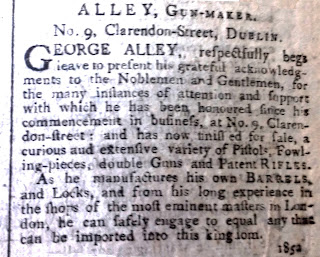 ALLEY, GUN-MAKER.
No. 9, Clarendon-Street, DUBLIN.
GEORGE ALLEY, respectfully begs
leave to present his grateful acknowledg-
ments to the Noblemen and Gentlemen, for
the many instances of attention and support
with which he has been honoured since his
commencement in business, at No. 9, Claren-
don-street: and has now finished for sale, a
curious and extensive variety of Pistols, Fowl-
ing-pieces, double Guns and Patent RIFLES.
As he manufactures his own BARRELS,
and Locks, and from his long experience in
the shops of the most eminent masters in Lon-
don, he can safely engage to equal any that
can be imported into this kingdom.
185a